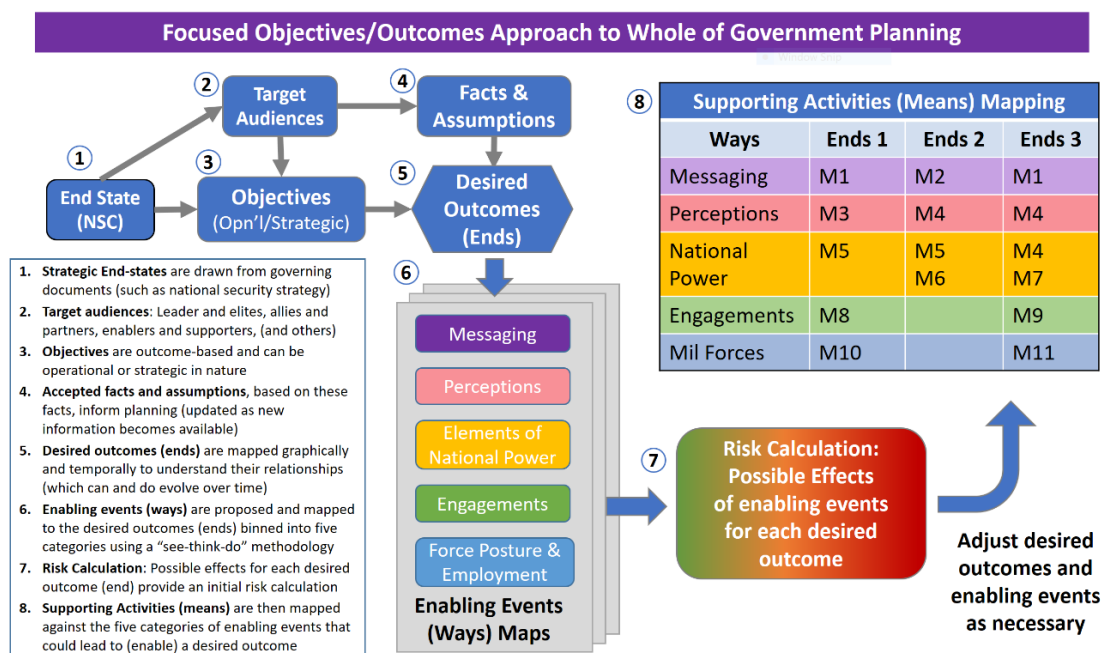 Focused Objectives/Outcomes Approach to Whole of Government Planning
Window Snip
1
End State
(NSC)
2
Target
Audiences
3
Objectives
(Opn'l/Strategic)
4
Facts &
Assumptions
5
Desired
Outcomes
(Ends)
1. Strategic End-states are drawn from governing
documents (such as national security strategy)
2. Target audiences: Leader and elites, allies and
partners, enablers and supporters, (and others)
3. Objectives are outcome-based and can be
operational or strategic in nature
4. Accepted facts and assumptions, based on these
facts, inform planning (updated as new
information becomes available)
5. Desired outcomes (ends) are mapped graphically
and temporally to understand their relationships
(which can and do evolve over time)
6. Enabling events (ways) are proposed and mapped
to the desired outcomes (ends) binned into five
categories using a “see-think-do” methodology
7. Risk Calculation: Possible effects for each desired
outcome (end) provide an initial risk calculation
8. Supporting Activities (means) are then mapped
against the five categories of enabling events that
could lead to (enable) a desired outcome
6
Messaging
Perceptions
Elements of
National Power
Engagements
Force Posture &
Employment
Enabling Events
(Ways) Maps
7
Risk Calculation:
Possible Effects
of enabling events
for each desired
outcome
8
Supporting Activities (Means) Mapping
Ways Ends 1 Ends 2 Ends 3
Messaging M1 M2 M1
Perceptions M3 M4 M4
National M5 M5 M4
Power M6 M7
Engagements M8 M9
Mil Forces M10 M11
Adjust desired
outcomes and
enabling events
as necessary